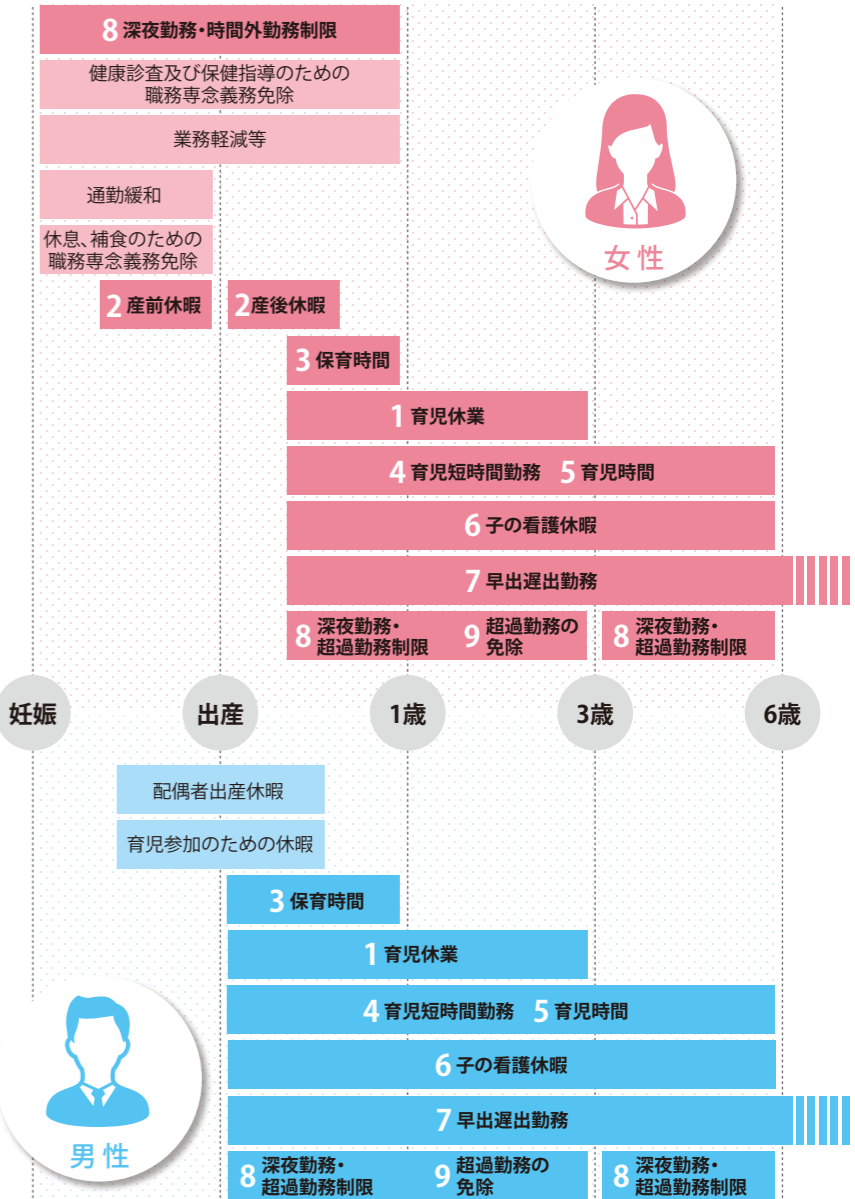 8 深夜勤務・時間外勤務制限
健康診査及び保健指導のための
職務専念義務免除
業務軽減等
通勤緩和
休息、補食のための
職務専念義務免除
女性
2 産前休暇
2 産後休暇
3 保育時間
1 育児休業
4 育児短時間勤務 5 育児時間
6 子の看護休暇
7 早出遅出勤務
8 深夜勤務・
超過勤務制限
9 超過勤務の
免除
8 深夜勤務・
超過勤務制限
妊娠
出産
1歳
3歳
6歳
配偶者出産休暇
育児参加のための休暇
3 保育時間
1 育児休業
4 育児短時間勤務 5 育児時間
6 子の看護休暇
7 早出遅出勤務
男性
8 深夜勤務・
超過勤務制限
9 超過勤務の
免除
8 深夜勤務・
超過勤務制限